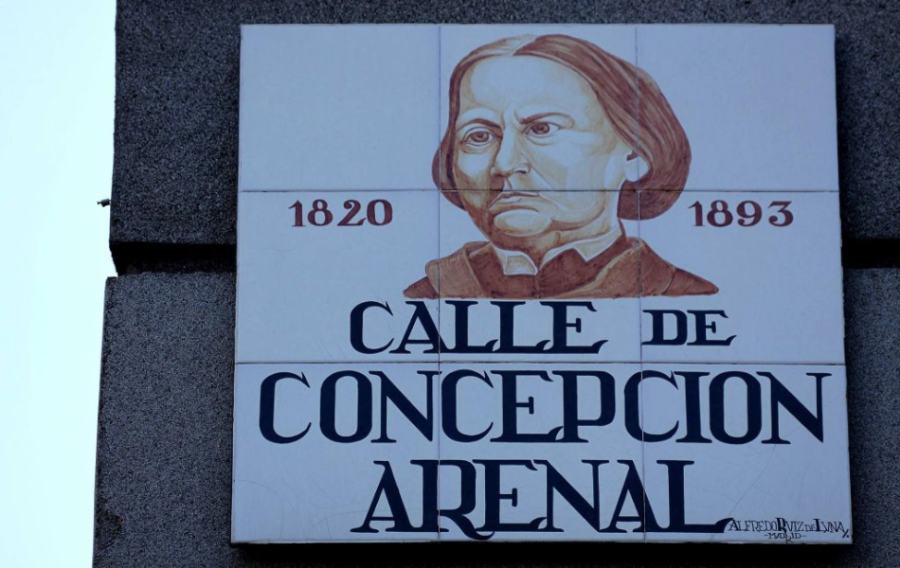 1820 1893
CALLE DE
CONCEPCION
ARENAL
ALFREDO RUIZ DE LUNA
-MADRID-